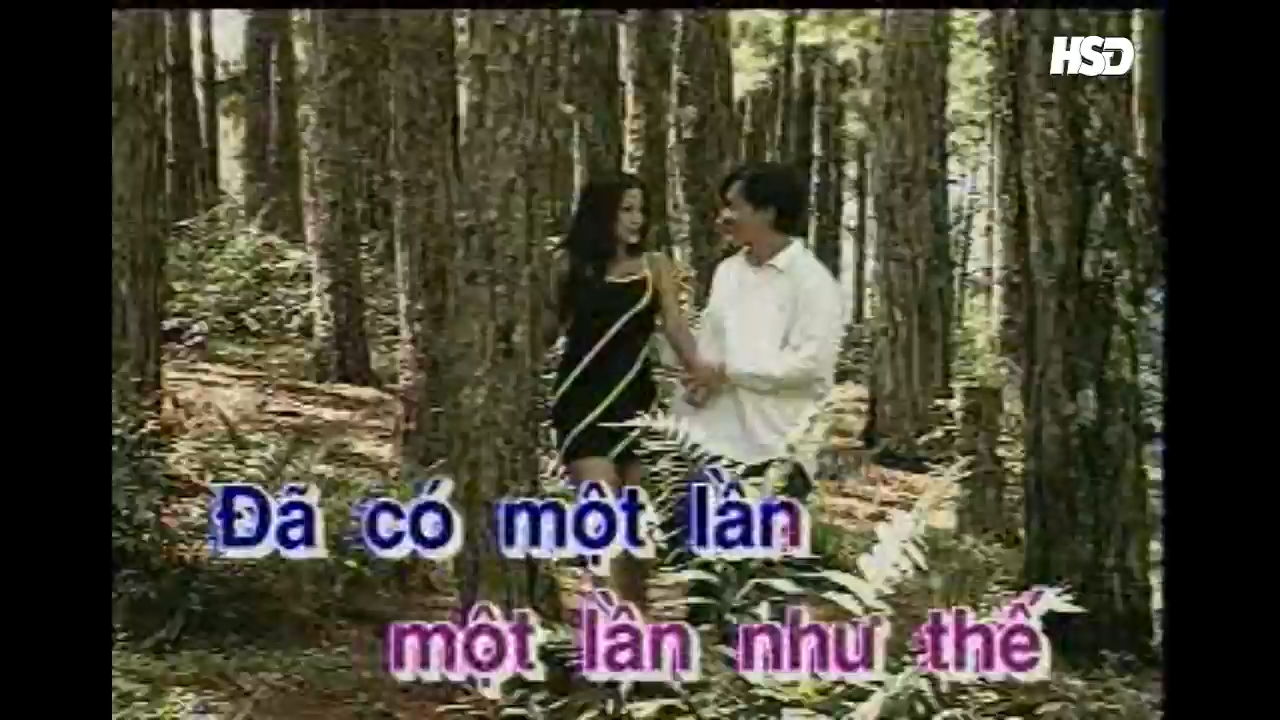 HSD
Đã có một lần
một lần như thế